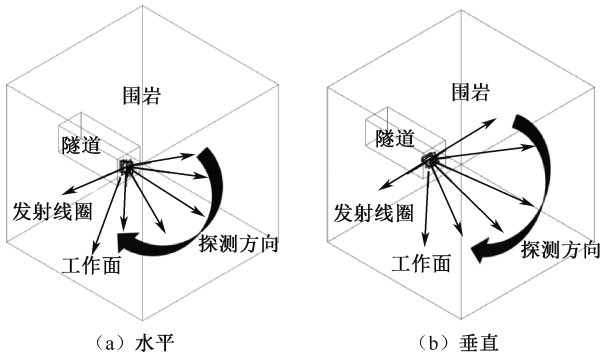 围岩
隧道
发射线圈
工作面
探测方向
（a）水平
围岩
隧道
发射线圈
工作面
探测方向
（b）垂直